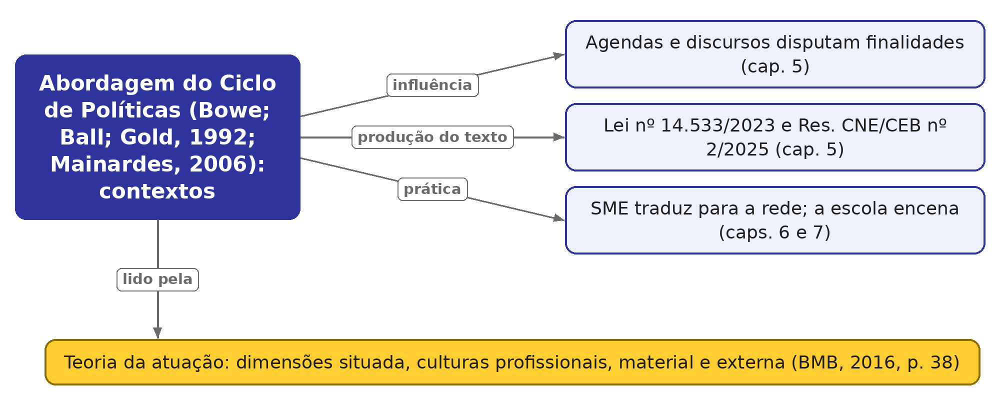 Abordagem do Ciclo
de Políticas (Bowe;
Ball; Gold, 1992;
Mainardes, 2006):
contextos
influência
Agendas e discursos disputam finalidades
(cap. 5)
produção do texto
Lei nº 14.533/2023 e Res. CNE/CEB nº
2/2025 (cap. 5)
prática
SME traduz para a rede; a escola encena
(caps. 6 e 7)
lido pela
Teoria da atuação: dimensões situada, culturas profissionais, material e externa (BMB, 2016, p. 38)